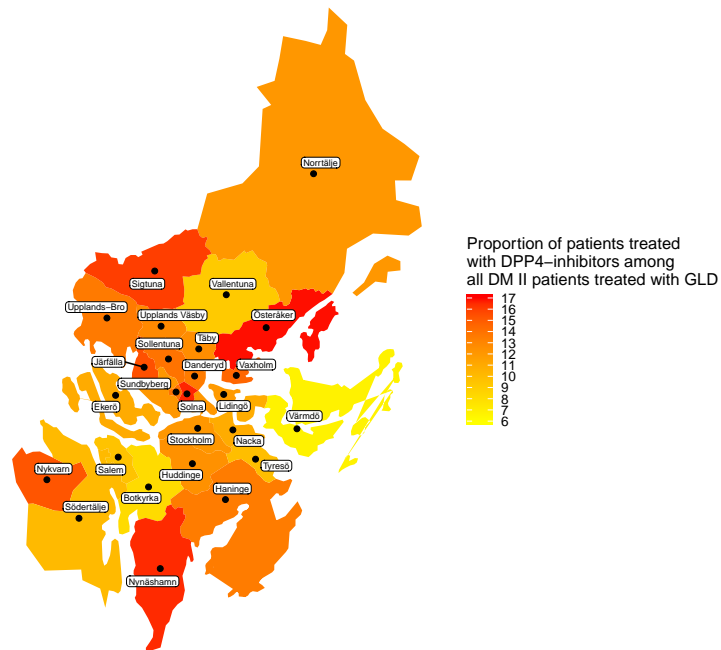 Norrtälje
Proportion of patients treated
with DPP4−inhibitors among
all DM II patients treated with GLD
17
16
15
14
13
12
11
10
9
8
7
6
Sigtuna
Vallentuna
Upplands−Bro
Upplands Väsby
Österåker
Täby
Sollentuna
Järfälla
Danderyd
Vaxholm
Sundbyberg
Ekerö
Solna
Lidingö
Värmdö
Stockholm
Nacka
Nykvarn
Salem
Huddinge
Tyresö
Botkyrka
Haninge
Södertälje
Nynäshamn